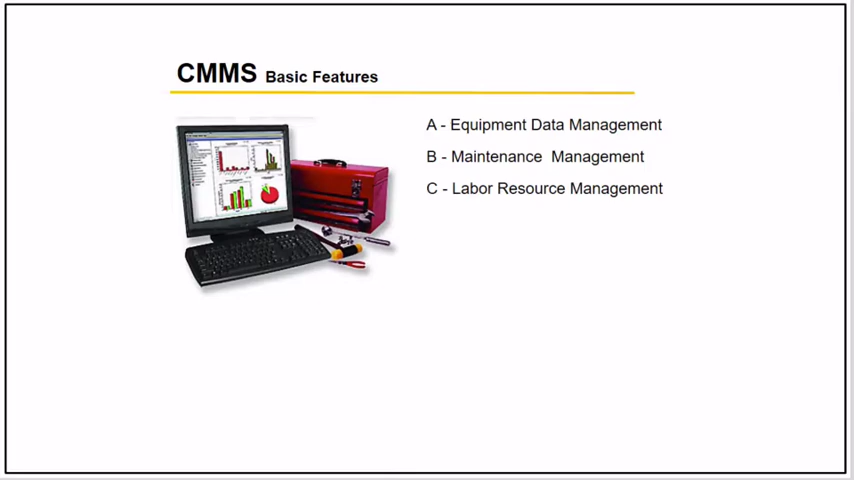 CMMS Basic Features
A - Equipment Data Management
B - Maintenance Management
C - Labor Resource Management